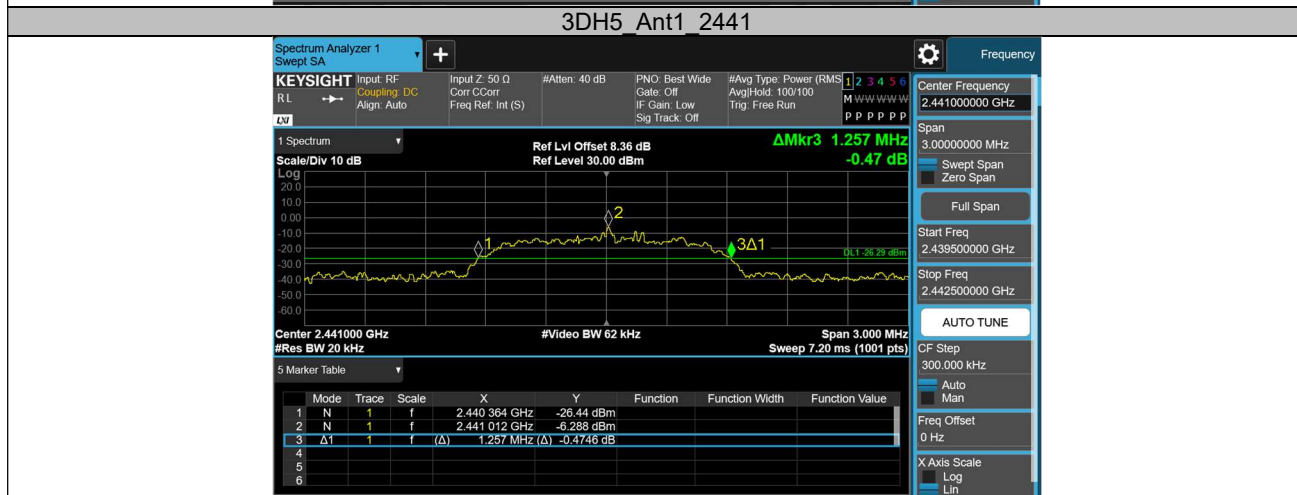 3DH5_Ant1_2441
Spectrum Analyzer 1
Swept SA
+
Frequency
KEYSIGHT
RL
LXI
Input: RF
Coupling: DC
Align: Auto
Input Z: 50 Ω
Corr CCorr
Freq Ref: Int (S)
#Atten: 40 dB
PNO: Best Wide
Gate: Off
IF Gain: Low
Sig Track: Off
#Avg Type: Power (RMS
Avg|Hold: 100/100
Trig: Free Run
1 2 3 4 5 6
M W W W W W
P P P P P P
1 Spectrum
Scale/Div 10 dB
Ref Lvl Offset 8.36 dB
Ref Level 30.00 dBm
ΔMkr3 1.257 MHz
-0.47 dB
Log
20.0
10.0
0.00
-10.0
-20.0
-30.0
-40.0
-50.0
-60.0
1
2
3Δ1
DL1 -26.29 dBm
Center 2.441000 GHz
#Video BW 62 kHz
Span 3.000 MHz
#Res BW 20 kHz
Sweep 7.20 ms (1001 pts)
5 Marker Table
Mode Trace Scale X Y Function Function Width Function Value
1 N 1 f 2.440 364 GHz -26.44 dBm
2 N 1 f 2.441 012 GHz -6.288 dBm
3 Δ1 1 f (Δ) 1.257 MHz (Δ) -0.4746 dB
4
5
6
Center Frequency
2.441000000 GHz
Span
3.00000000 MHz
Swept Span
Zero Span
Full Span
Start Freq
2.439500000 GHz
Stop Freq
2.442500000 GHz
AUTO TUNE
CF Step
300.000 kHz
Auto
Man
Freq Offset
0 Hz
X Axis Scale
Log
Lin